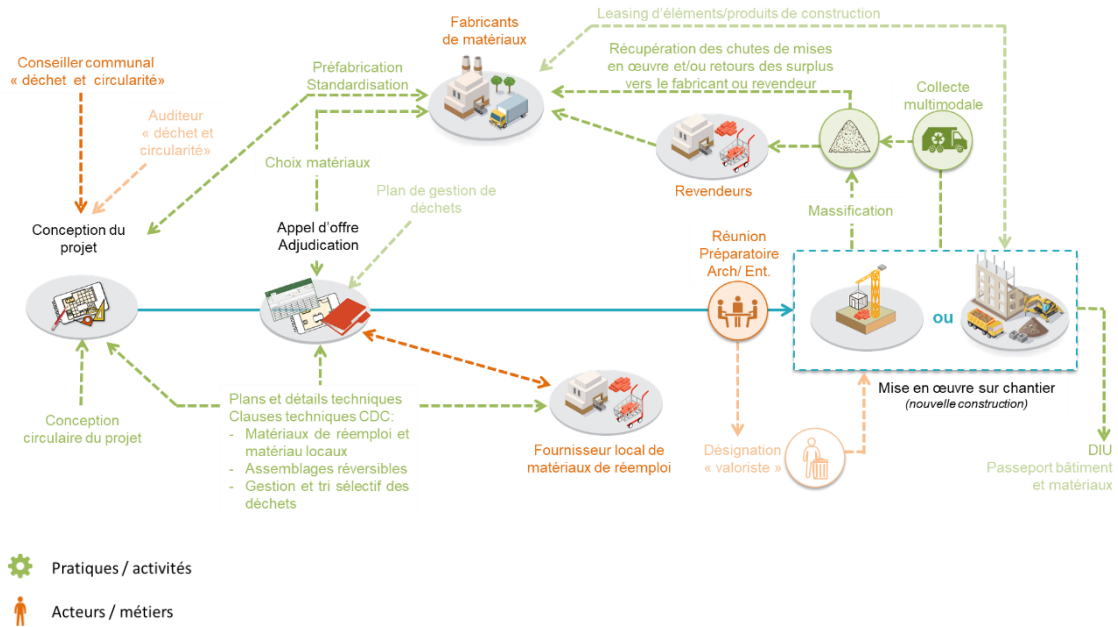 Leasing d'éléments/produits de construction
Fabricants
de matériaux
Conseiller communal
« déchet et circularité»
Auditeur
« déchet et
circularité»
Préfabrication
Standardisation
Récupération des chutes de mises
en œuvre et/ou retours des surplus
vers le fabricant ou revendeur
Collecte
multimodale
Choix matériaux
Plan de gestion de
déchets
Revendeurs
Massification
Conception du
projet
Appel d'offre
Adjudication
Réunion
Préparatoire
Arch/ Ent.
ou
Mise en œuvre sur chantier
(nouvelle construction)
Conception
circulaire du projet
Plans et détails techniques
Clauses techniques CDC:
- Matériaux de réemploi et
matériau locaux
- Assemblages réversibles
- Gestion et tri sélectif des
déchets
Fournisseur local de
matériaux de réemploi
Désignation
« valoriste »
DIU
Passeport bâtiment
et matériaux
Pratiques / activités
Acteurs / métiers